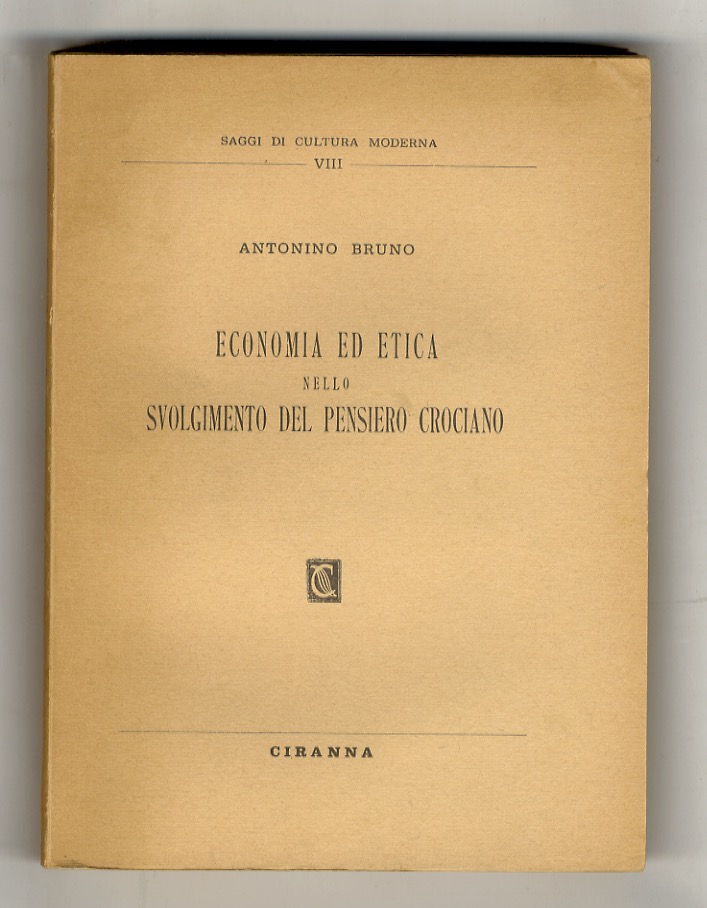 SAGGI DI CULTURA MODERNA
VIII
ANTONINO BRUNO
ECONOMIA ED ETICA
NELLO
SVOLGIMENTO DEL PENSIERO CROCIANO
CIRANNA